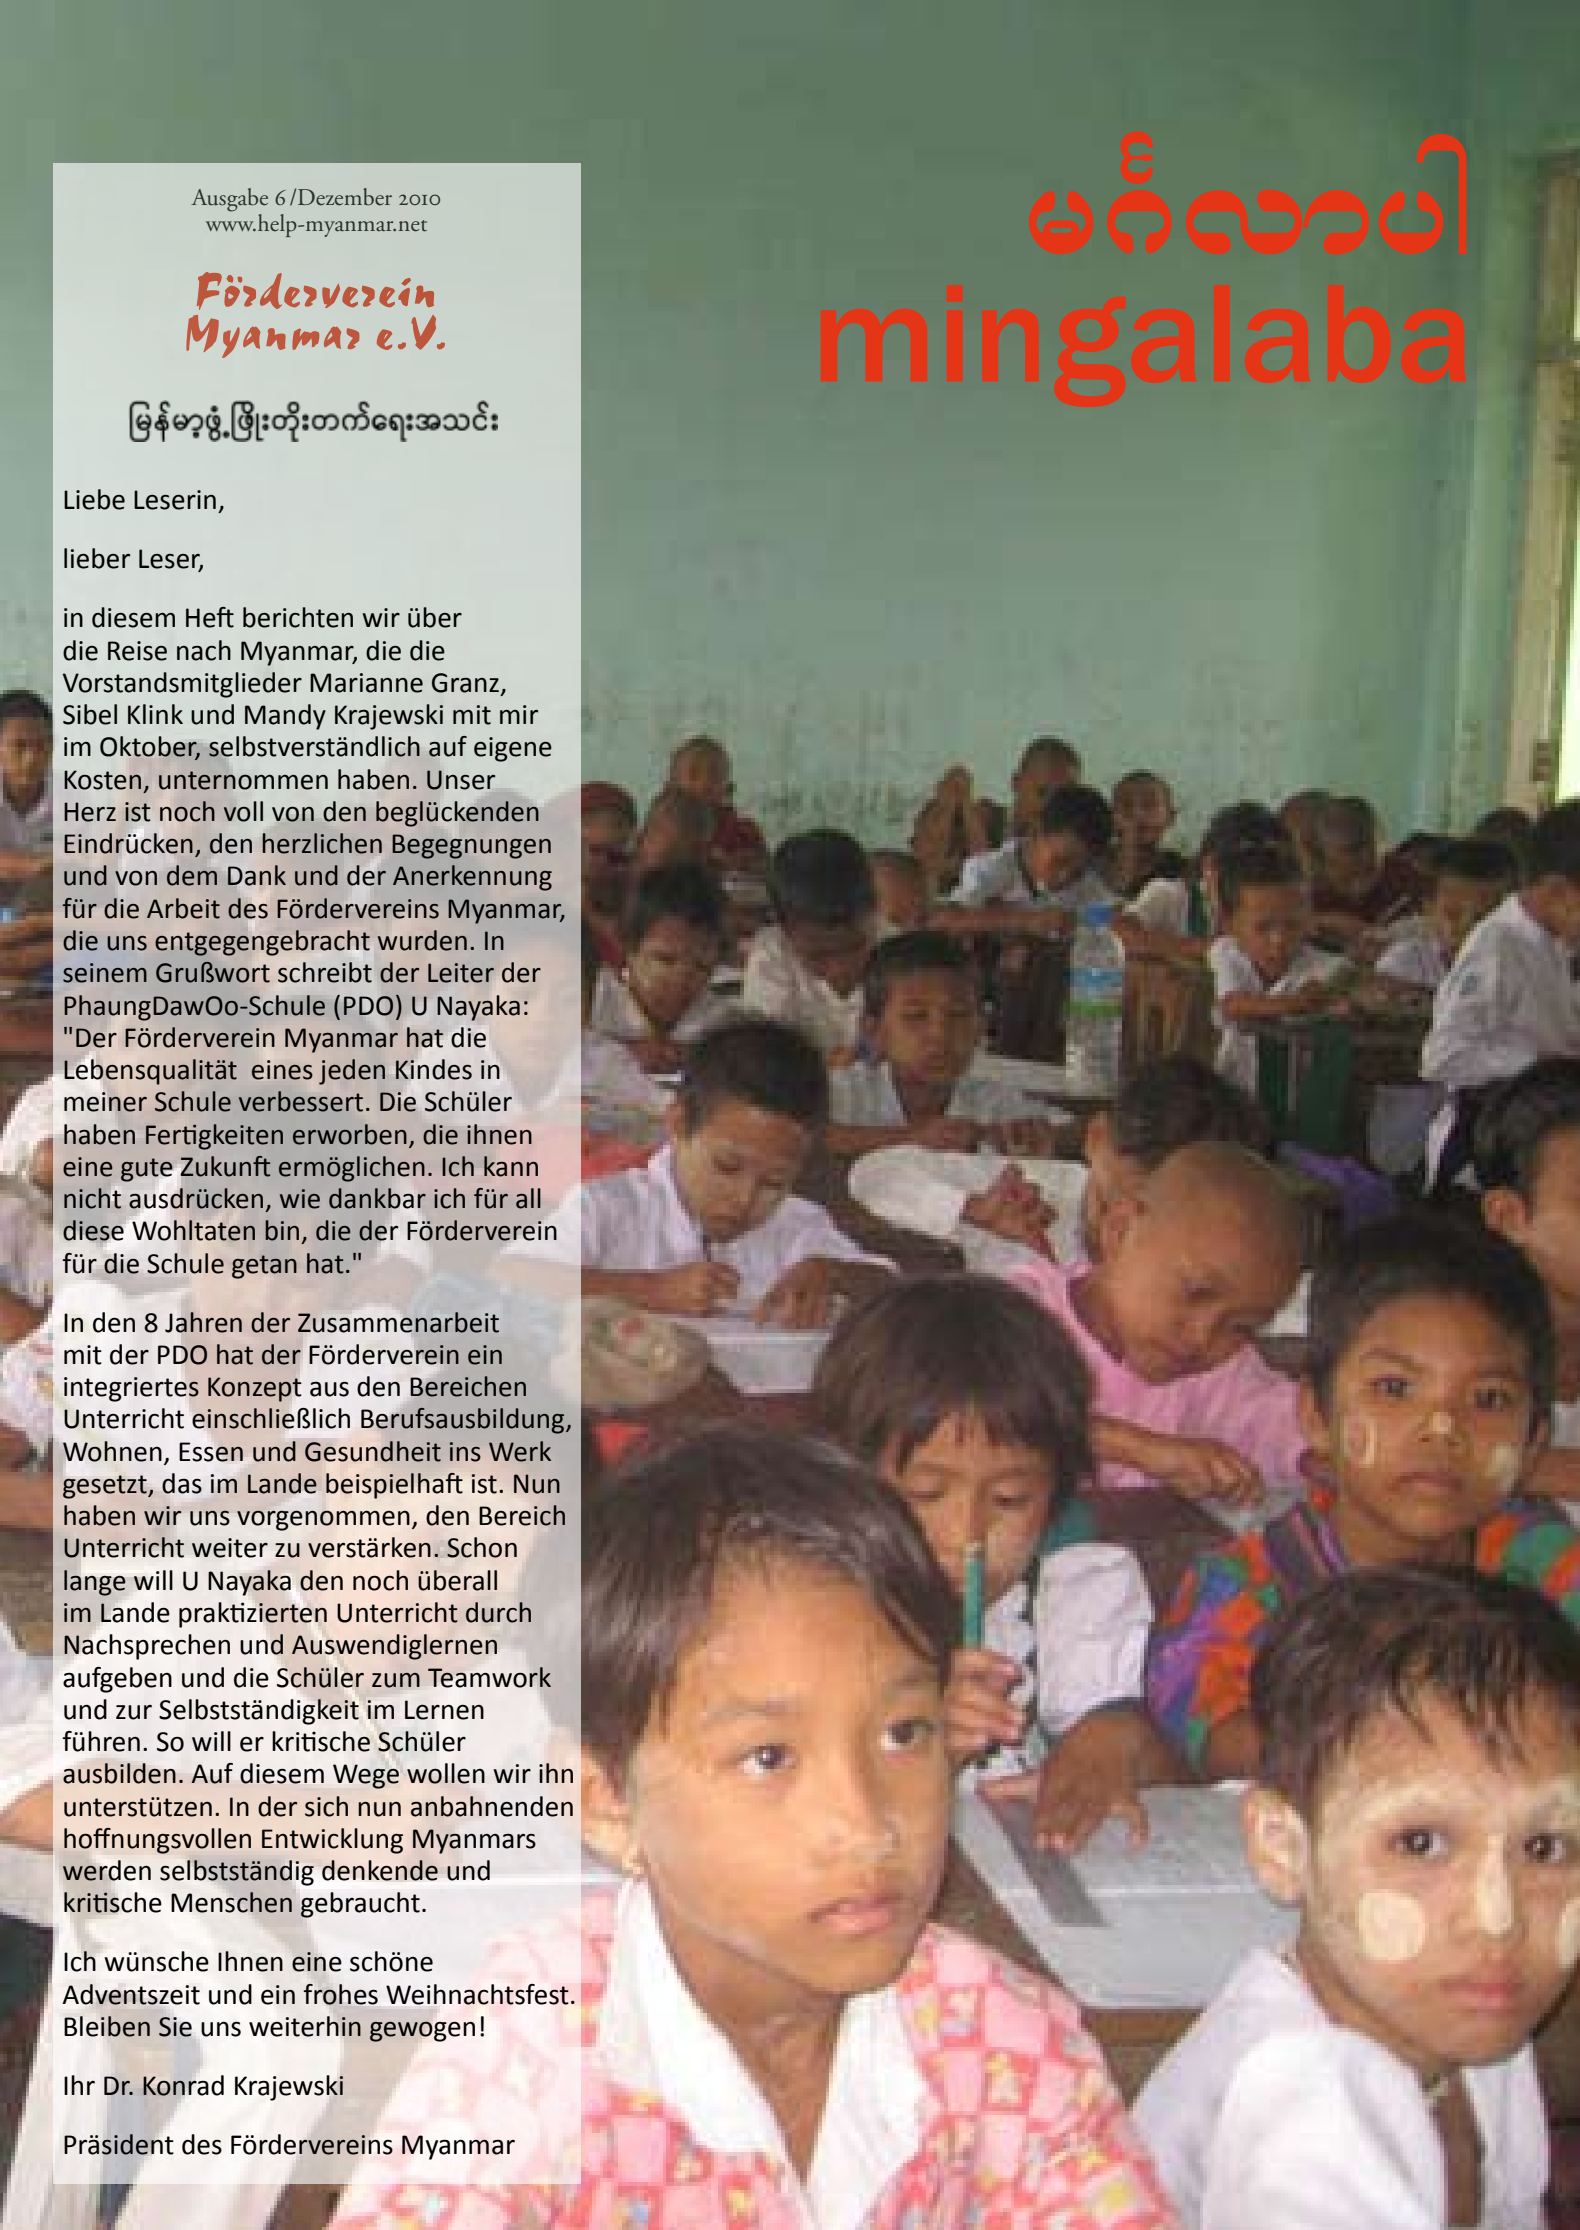 Ausgabe 6/Dezember 2010
www.help-myanmar.net
Förderverein
Myanmar e.V.
မြန်မာ့ဖွံ့ဖြိုးတိုးတက်ရေးအသင်း
Liebe Leserin,
lieber Leser,
in diesem Heft berichten wir über
die Reise nach Myanmar, die die
Vorstandsmitglieder Marianne Granz,
Sibel Klink und Mandy Krajewski mit mir
im Oktober, selbstverständlich auf eigene
Kosten, unternommen haben. Unser
Herz ist noch voll von den beglückenden
Eindrücken, den herzlichen Begegnungen
und von dem Dank und der Anerkennung
für die Arbeit des Fördervereins Myanmar,
die uns entgegengebracht wurden. In
seinem Grußwort schreibt der Leiter der
PhaungDawOo-Schule (PDO) U Nayaka:
"Der Förderverein Myanmar hat die
Lebensqualität eines jeden Kindes in
meiner Schule verbessert. Die Schüler
haben Fertigkeiten erworben, die ihnen
eine gute Zukunft ermöglichen. Ich kann
nicht ausdrücken, wie dankbar ich für all
diese Wohltaten bin, die der Förderverein
für die Schule getan hat."
In den 8 Jahren der Zusammenarbeit
mit der PDO hat der Förderverein ein
integriertes Konzept aus den Bereichen
Unterricht einschließlich Berufsausbildung,
Wohnen, Essen und Gesundheit ins Werk
gesetzt, das im Lande beispielhaft ist. Nun
haben wir uns vorgenommen, den Bereich
Unterricht weiter zu verstärken. Schon
lange will U Nayaka den noch überall
im Lande praktizierten Unterricht durch
Nachsprechen und Auswendiglernen
aufgeben und die Schüler zum Teamwork
und zur Selbstständigkeit im Lernen
führen. So will er kritische Schüler
ausbilden. Auf diesem Wege wollen wir ihn
unterstützen. In der sich nun anbahnenden
hoffnungsvollen Entwicklung Myanmars
werden selbstständig denkende und
kritische Menschen gebraucht.
Ich wünsche Ihnen eine schöne
Adventszeit und ein frohes Weihnachtsfest.
Bleiben Sie uns weiterhin gewogen!
Ihr Dr. Konrad Krajewski
Präsident des Fördervereins Myanmar
မင်္ဂလာပါ
mingalaba